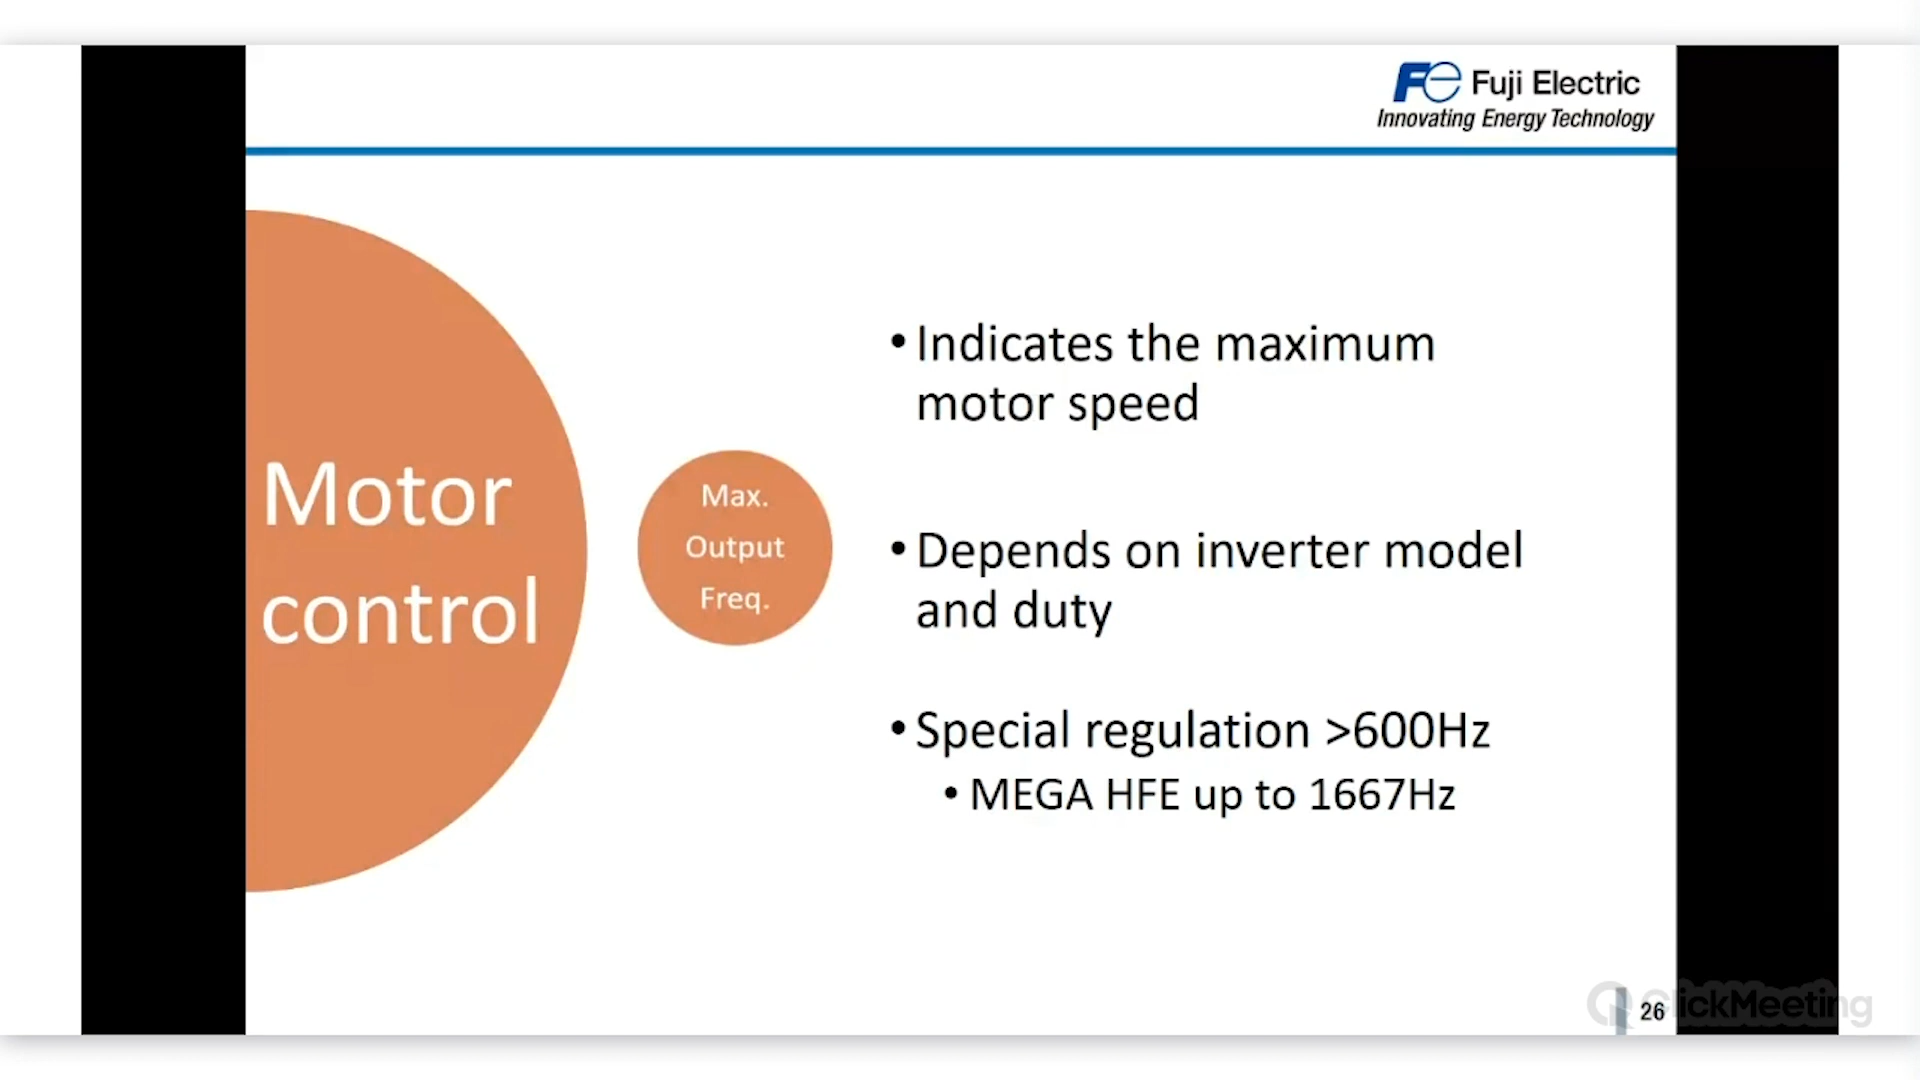 Fe Fuji Electric
Innovating Energy Technology
Motor
control
Max.
Output
Freq.
• Indicates the maximum
motor speed
• Depends on inverter model
and duty
• Special regulation >600Hz
• MEGA HFE up to 1667Hz
26
ClickMeeting